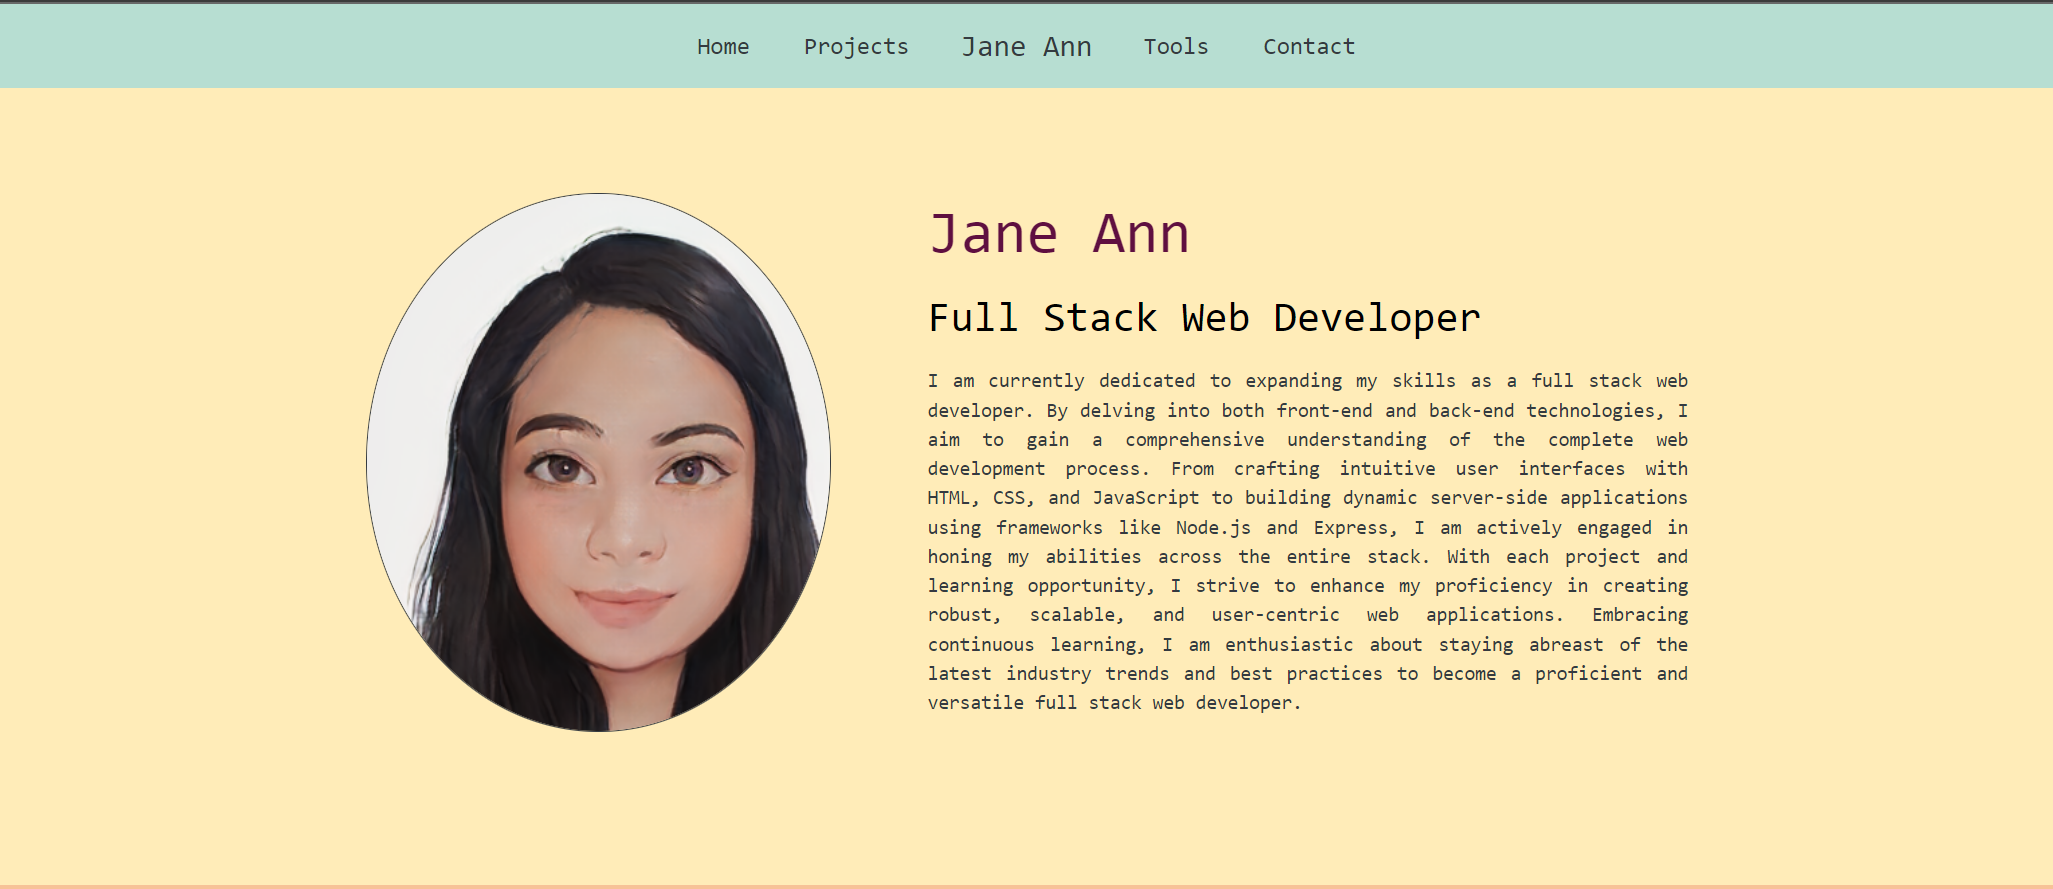 Home Projects Jane Ann Tools Contact
Jane Ann
Full Stack Web Developer
I am currently dedicated to expanding my skills as a full stack web
developer. By delving into both front-end and back-end technologies, I
aim to gain a comprehensive understanding of the complete web
development process. From crafting intuitive user interfaces with
HTML, CSS, and JavaScript to building dynamic server-side applications
using frameworks like Node.js and Express, I am actively engaged in
honing my abilities across the entire stack. With each project and
learning opportunity, I strive to enhance my proficiency in creating
robust, scalable, and user-centric web applications. Embracing
continuous learning, I am enthusiastic about staying abreast of the
latest industry trends and best practices to become a proficient and
versatile full stack web developer.